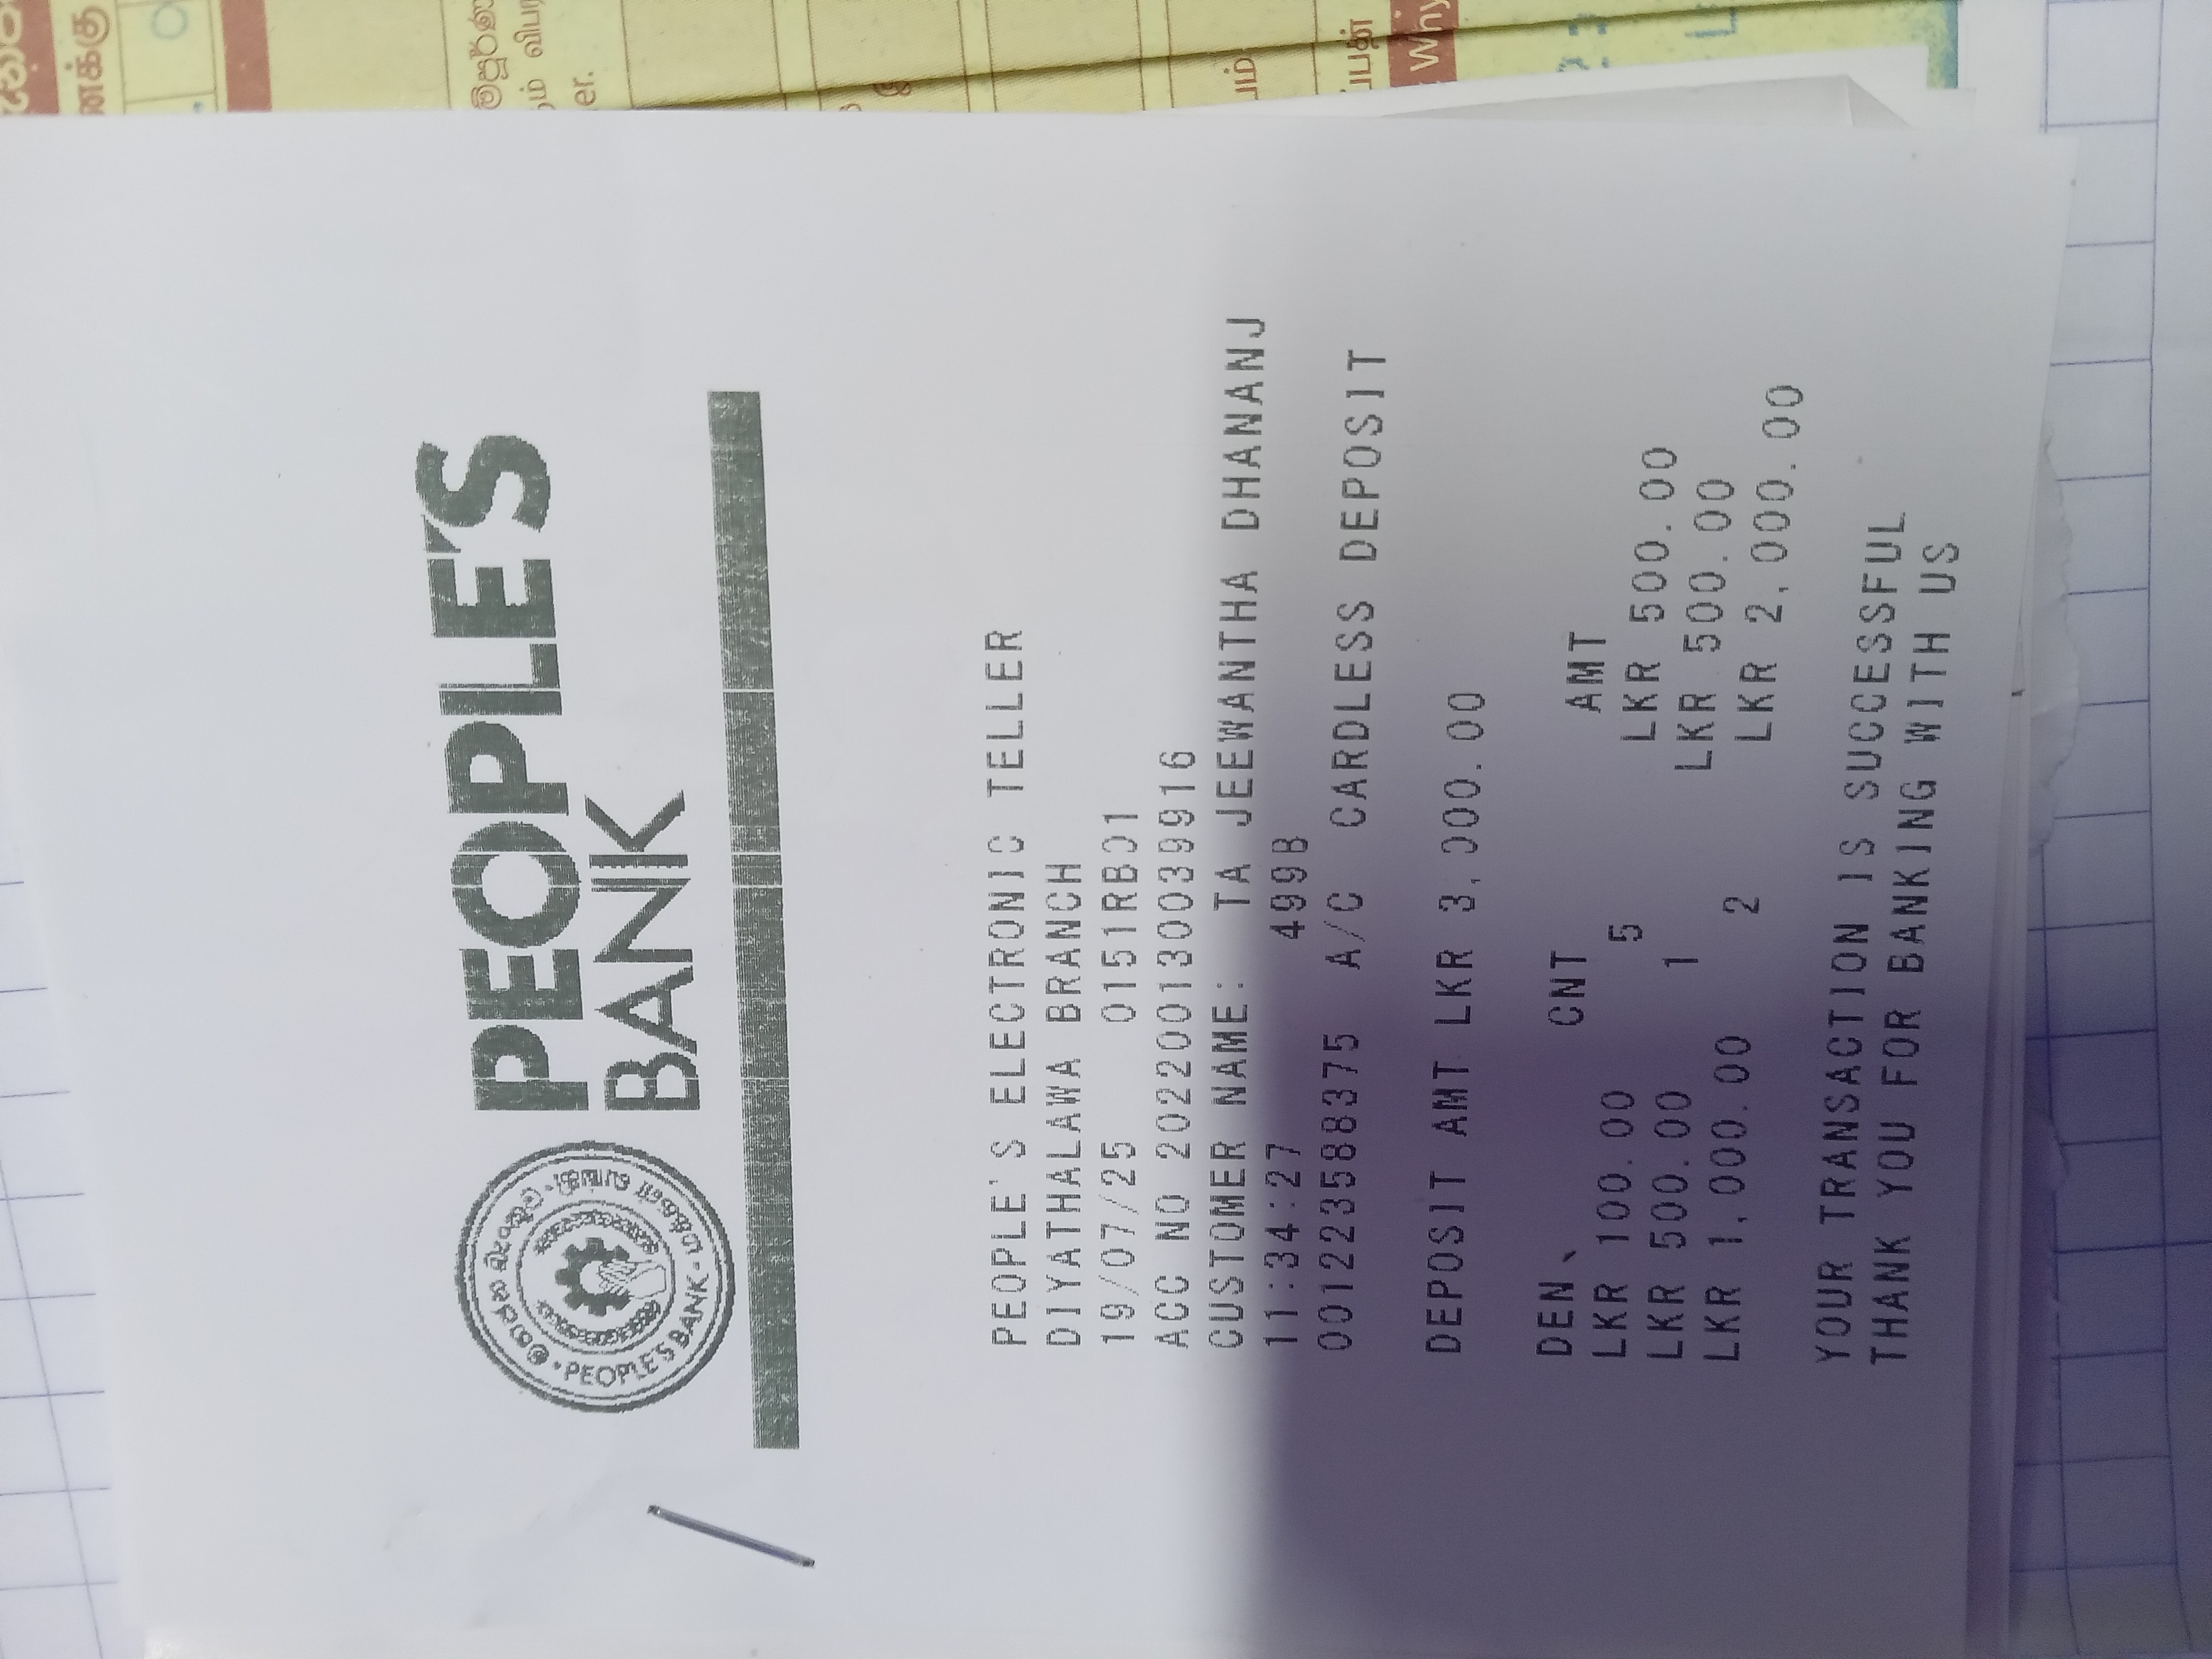 PEOPLE'S
BANK
PEOPLE'S BANK
PEOPLE'S ELECTRONIC TELLER
DIYATHALAWA BRANCH
19/07/25 0151RB01
ACC NO 202200130039916
CUSTOMER NAME: TA JEEWANTHA DHANANJ
11:34:27 4998
001223588375 A/C CARDLESS DEPOSIT
DEPOSIT AMT LKR 3,000.00
DEN CNT AMT
LKR 100.00 5 LKR 500.00
LKR 500.00 1 LKR 500.00
LKR 1,000.00 2 LKR 2,000.00
YOUR TRANSACTION IS SUCCESSFUL
THANK YOU FOR BANKING WITH US
er.
Why